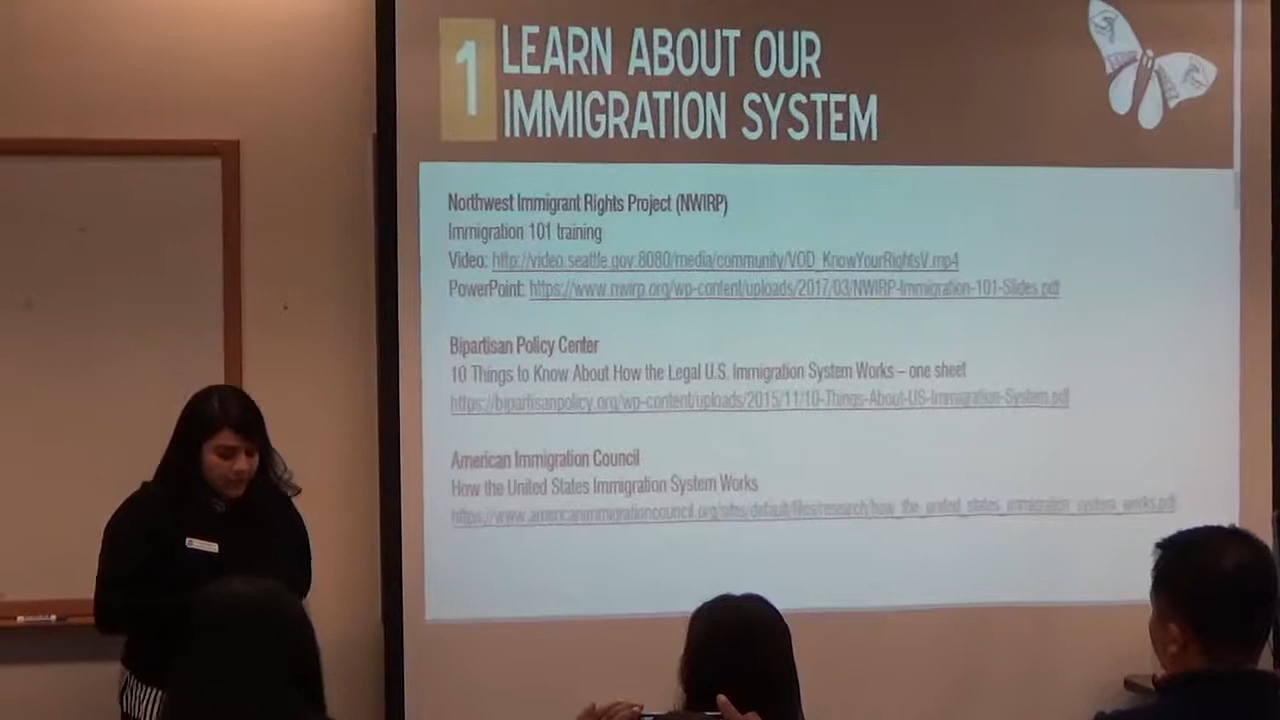 1 LEARN ABOUT OUR
IMMIGRATION SYSTEM
Northwest Immigrant Rights Project (NWIRP)
Immigration 101 training
Video: http://video.seattle.gov:8080/media/community/VOD_KnowYourRightsV.mp4
PowerPoint: https://www.nwirp.org/wp-content/uploads/2017/03/NWIRP-Immigration-101-Slides.pdf
Bipartisan Policy Center
10 Things to Know About How the Legal U.S. Immigration System Works – one sheet
https://bipartisanpolicy.org/wp-content/uploads/2015/11/10-Things-About-US-Immigration-System.pdf
American Immigration Council
How the United States Immigration System Works
https://www.americanimmigrationcouncil.org/sites/default/files/research/how_the_united_states_immigration_system_works.pdf